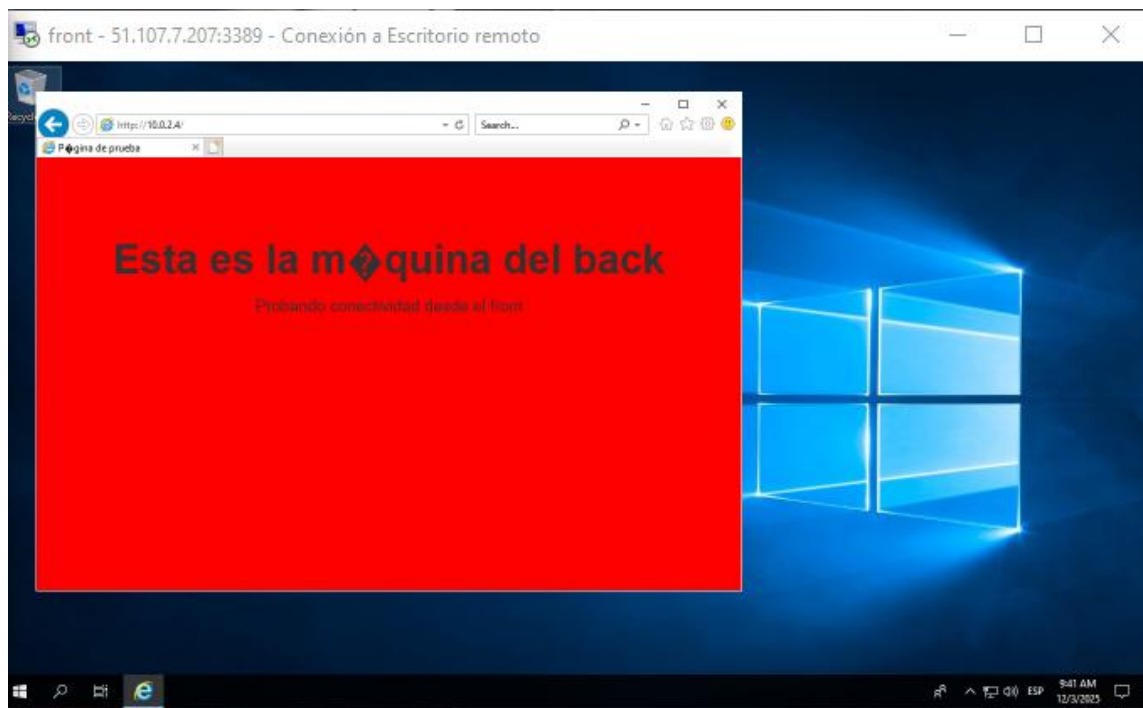 front - 51.107.7.207:3389 - Conexión a Escritorio remoto
http://10.0.2.4/
Search...
P�gina de prueba
Esta es la m�quina del back
Probando conectividad desde el front
ESP
9:41 AM
12/3/2025